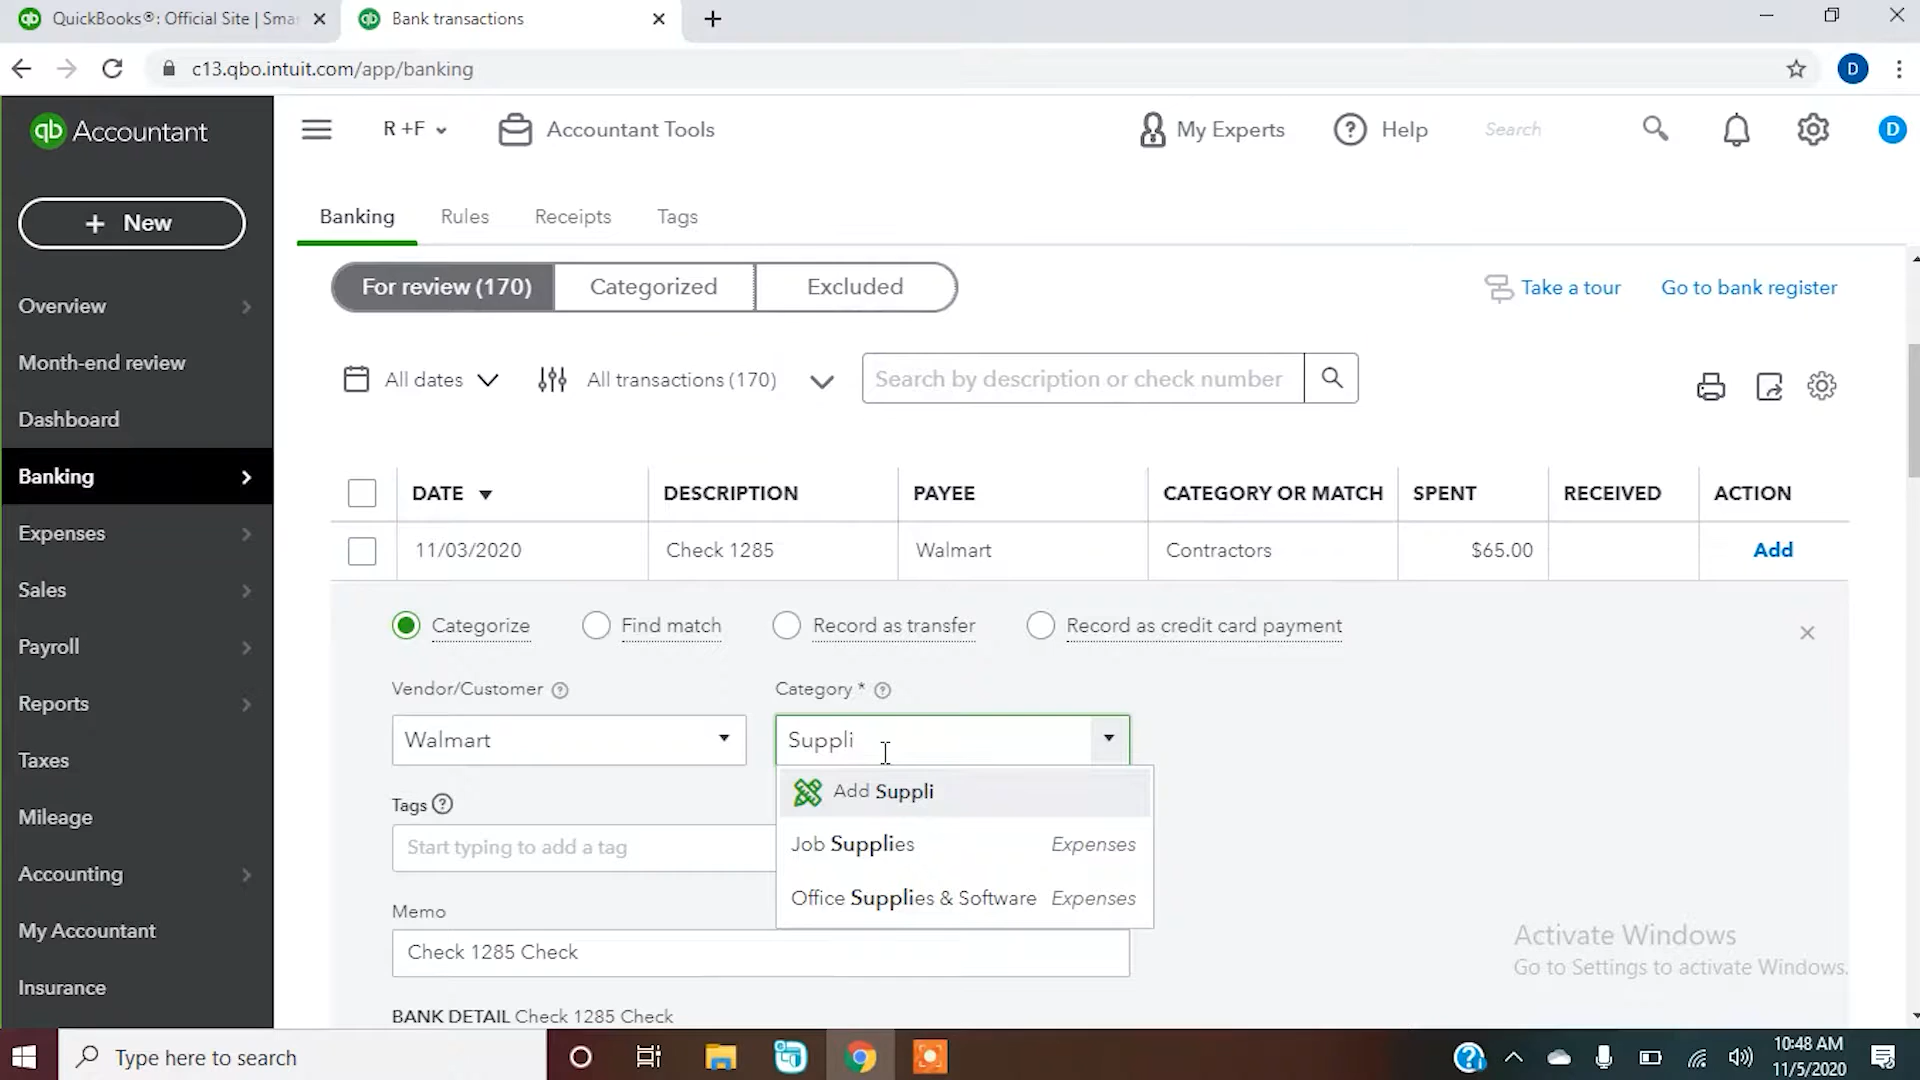 QuickBooks®: Official Site | Sma
Bank transactions
c13.qbo.intuit.com/app/banking
D
qb Accountant
R +F
Accountant Tools
My Experts
Help
Search
D
+ New
Banking
Rules
Receipts
Tags
For review (170)
Categorized
Excluded
Take a tour
Go to bank register
Overview
Month-end review
Dashboard
Banking
Expenses
Sales
Payroll
Reports
Taxes
Mileage
Accounting
My Accountant
Insurance
All dates
All transactions (170)
Search by description or check number
DATE
DESCRIPTION
PAYEE
CATEGORY OR MATCH
SPENT
RECEIVED
ACTION
11/03/2020
Check 1285
Walmart
Contractors
$65.00
Add
Categorize
Find match
Record as transfer
Record as credit card payment
Vendor/Customer
Category *
Walmart
Suppli
Add Suppli
Job Supplies
Expenses
Office Supplies & Software
Expenses
Tags
Start typing to add a tag
Memo
Check 1285 Check
BANK DETAIL Check 1285 Check
Activate Windows
Go to Settings to activate Windows.
Type here to search
10:48 AM
11/5/2020